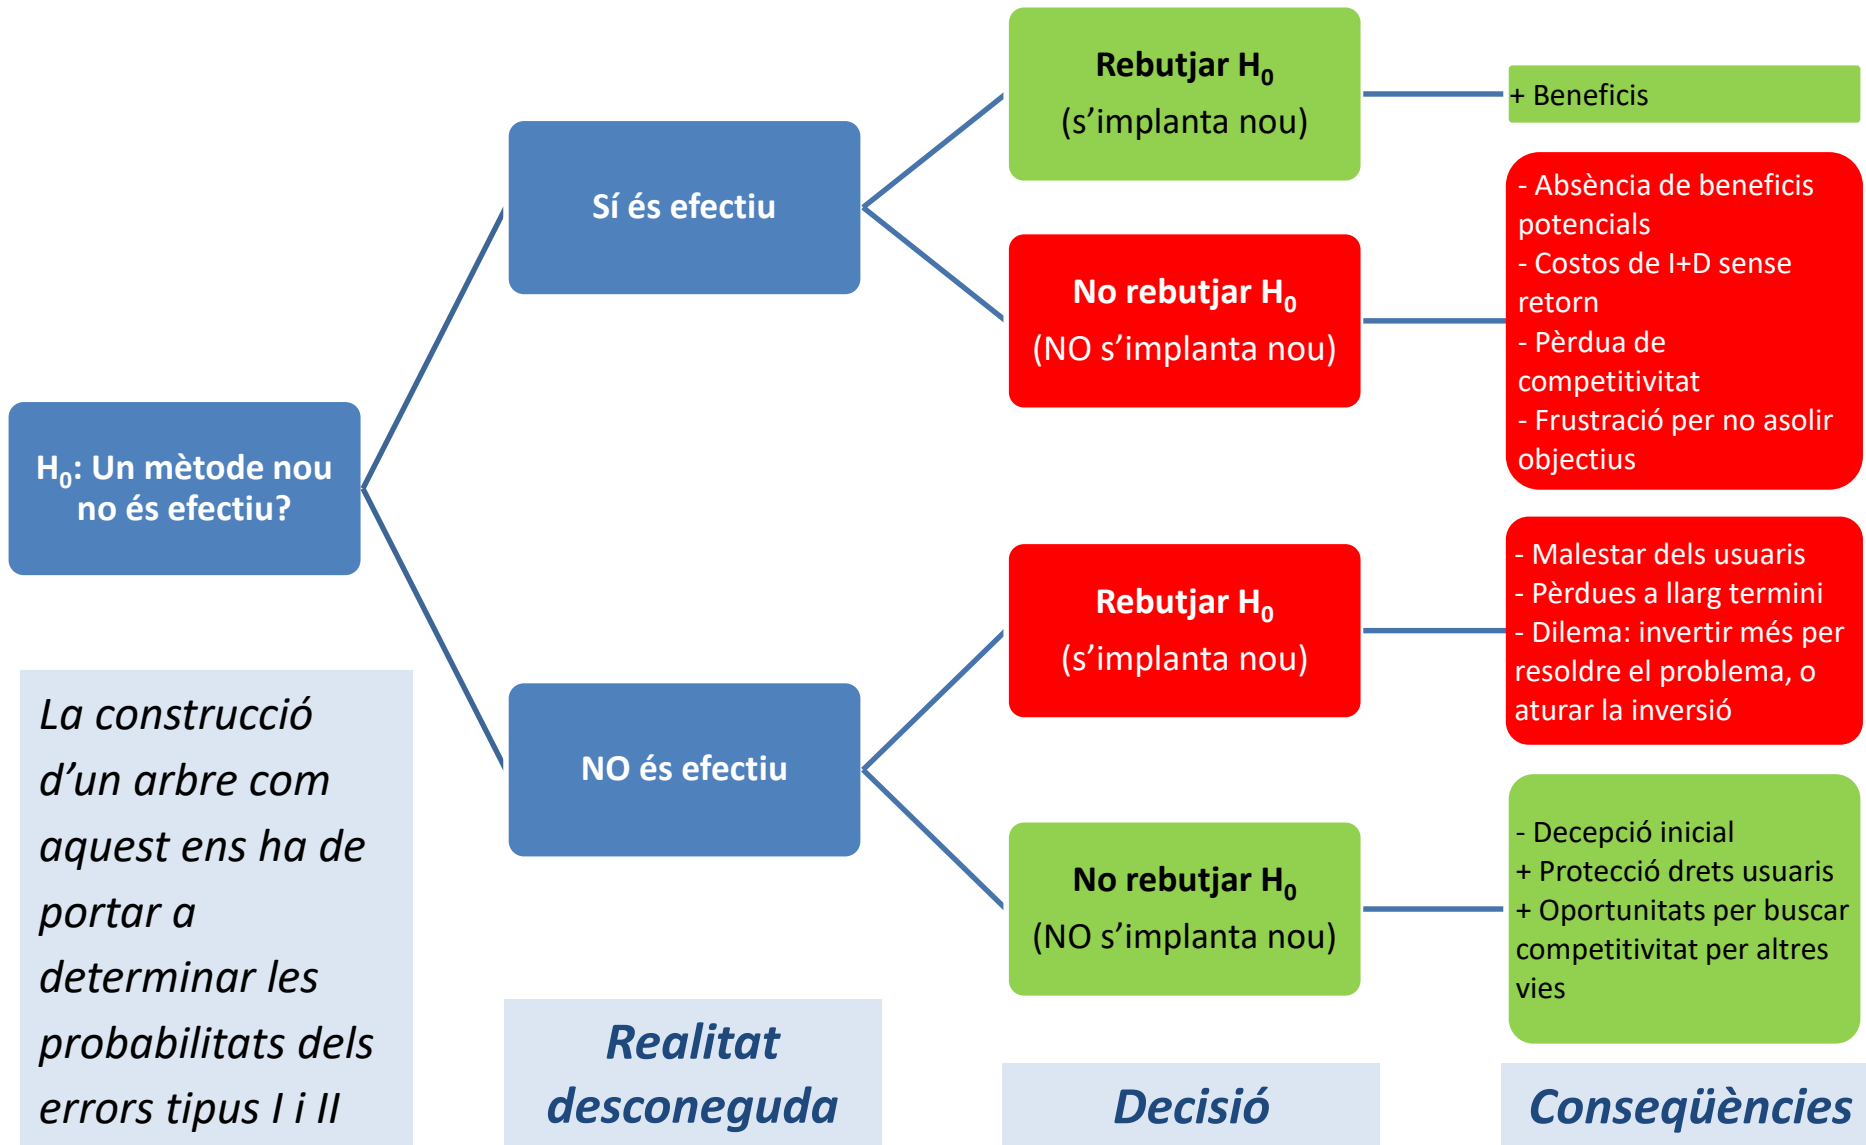 H₀: Un mètode nou
no és efectiu?
Sí és efectiu
NO és efectiu
Rebutjar H₀
(s’implanta nou)
No rebutjar H₀
(NO s’implanta nou)
Rebutjar H₀
(s’implanta nou)
No rebutjar H₀
(NO s’implanta nou)
+ Beneficis
- Absència de beneficis
potencials
- Costos de I+D sense
retorn
- Pèrdua de
competitivitat
- Frustració per no asolir
objectius
- Malestar dels usuaris
- Pèrdues a llarg termini
- Dilema: invertir més per
resoldre el problema, o
aturar la inversió
- Decepció inicial
+ Protecció drets usuaris
+ Oportunitats per buscar
competitivitat per altres
vies
La construcció
d’un arbre com
aquest ens ha de
portar a
determinar les
probabilitats dels
errors tipus I i II
Realitat
desconeguda
Decisió
Conseqüències